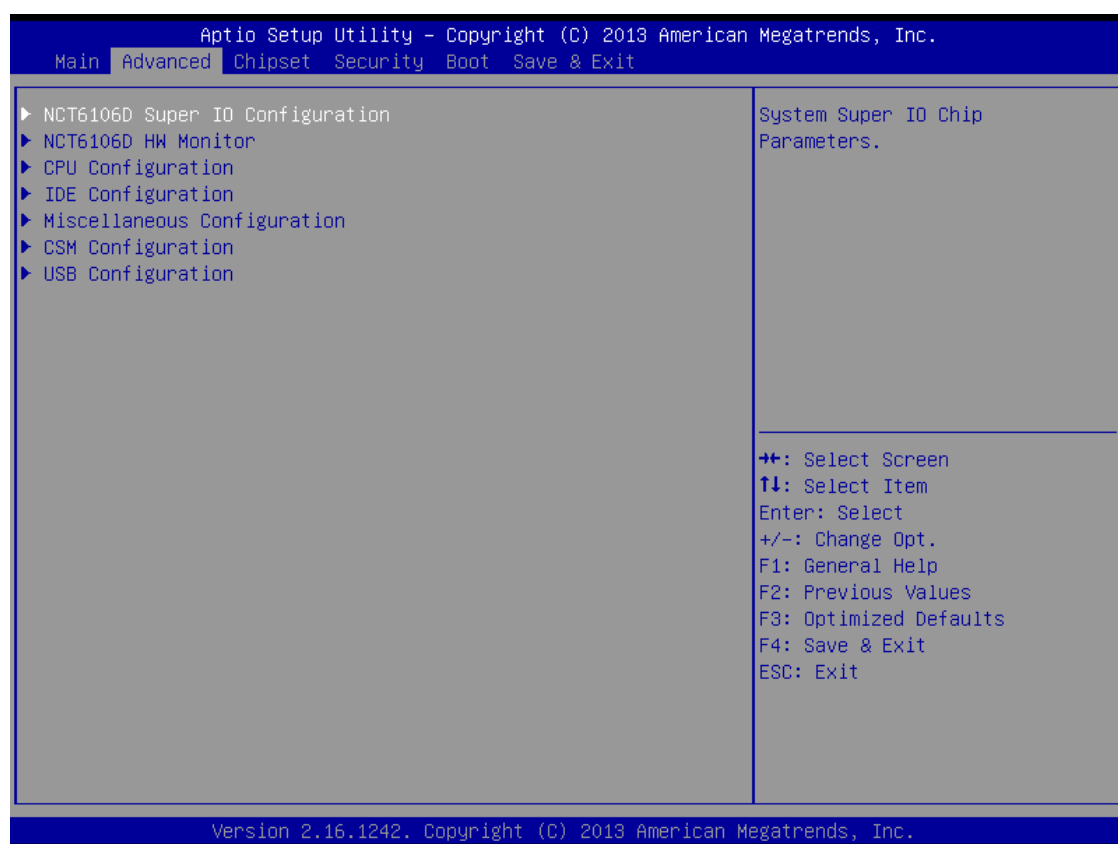 Aptio Setup Utility – Copyright (C) 2013 American Megatrends, Inc.
Main Advanced Chipset Security Boot Save & Exit
▶ NCT6106D Super IO Configuration
▶ NCT6106D HW Monitor
▶ CPU Configuration
▶ IDE Configuration
▶ Miscellaneous Configuration
▶ CSM Configuration
▶ USB Configuration
System Super IO Chip
Parameters.
→←: Select Screen
↑↓: Select Item
Enter: Select
+/-: Change Opt.
F1: General Help
F2: Previous Values
F3: Optimized Defaults
F4: Save & Exit
ESC: Exit
Version 2.16.1242. Copyright (C) 2013 American Megatrends, Inc.